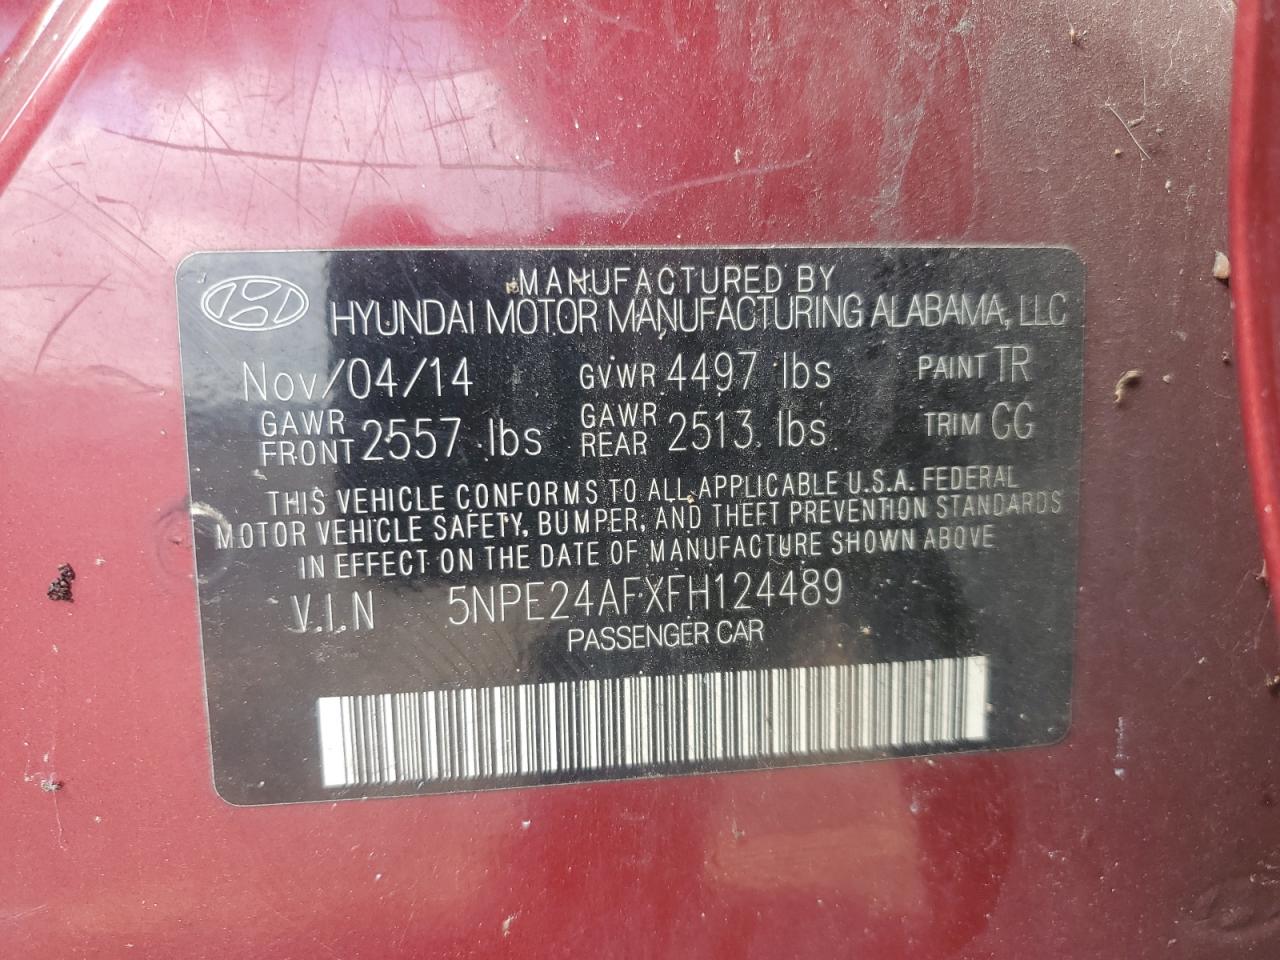 MANUFACTURED BY
HYUNDAI MOTOR MANUFACTURING ALABAMA, LLC
Nov/04/14 GVWR 4497 lbs PAINT TR
GAWR FRONT 2557 lbs GAWR REAR 2513 lbs TRIM GG
THIS VEHICLE CONFORMS TO ALL APPLICABLE U.S.A. FEDERAL
MOTOR VEHICLE SAFETY, BUMPER, AND THEFT PREVENTION STANDARDS
IN EFFECT ON THE DATE OF MANUFACTURE SHOWN ABOVE
V.I.N 5NPE24AFXFH124489
PASSENGER CAR